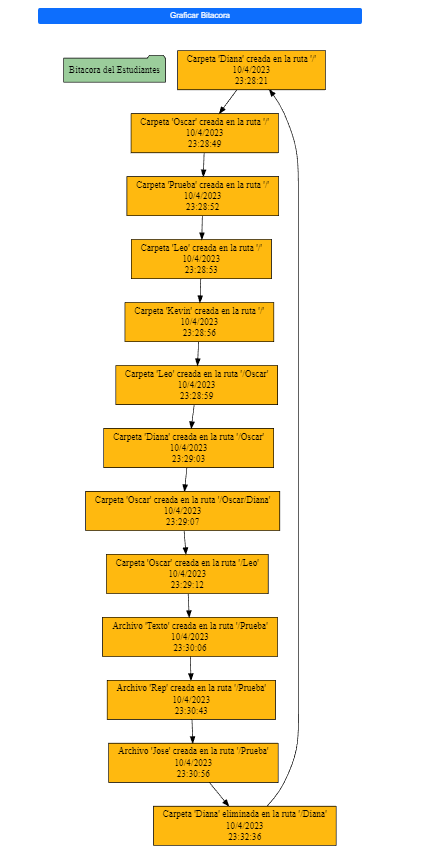 Graficar Bitacora
Bitacora del Estudiantes
Carpeta 'Diana' creada en la ruta '/'
10/4/2023
23:28:21
Carpeta 'Oscar' creada en la ruta '/'
10/4/2023
23:28:49
Carpeta 'Prueba' creada en la ruta '/'
10/4/2023
23:28:52
Carpeta 'Leo' creada en la ruta '/'
10/4/2023
23:28:53
Carpeta 'Kevin' creada en la ruta '/'
10/4/2023
23:28:56
Carpeta 'Leo' creada en la ruta '/Oscar'
10/4/2023
23:28:59
Carpeta 'Diana' creada en la ruta '/Oscar'
10/4/2023
23:29:03
Carpeta 'Oscar' creada en la ruta '/Oscar/Diana'
10/4/2023
23:29:07
Carpeta 'Oscar' creada en la ruta '/Leo'
10/4/2023
23:29:12
Archivo 'Texto' creada en la ruta '/Prueba'
10/4/2023
23:30:06
Archivo 'Rep' creada en la ruta '/Prueba'
10/4/2023
23:30:43
Archivo 'Jose' creada en la ruta '/Prueba'
10/4/2023
23:30:56
Carpeta 'Diana' eliminada en la ruta '/Diana'
10/4/2023
23:32:36